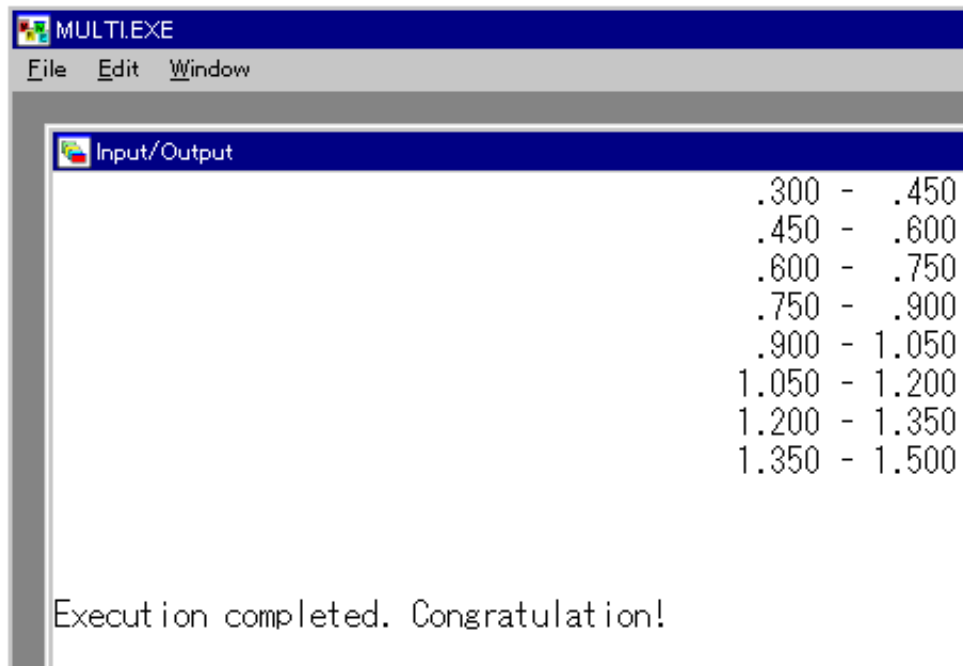 MULTI.EXE
File Edit Window
Input/Output
.300 - .450
.450 - .600
.600 - .750
.750 - .900
.900 - 1.050
1.050 - 1.200
1.200 - 1.350
1.350 - 1.500
Execution completed. Congratulation!